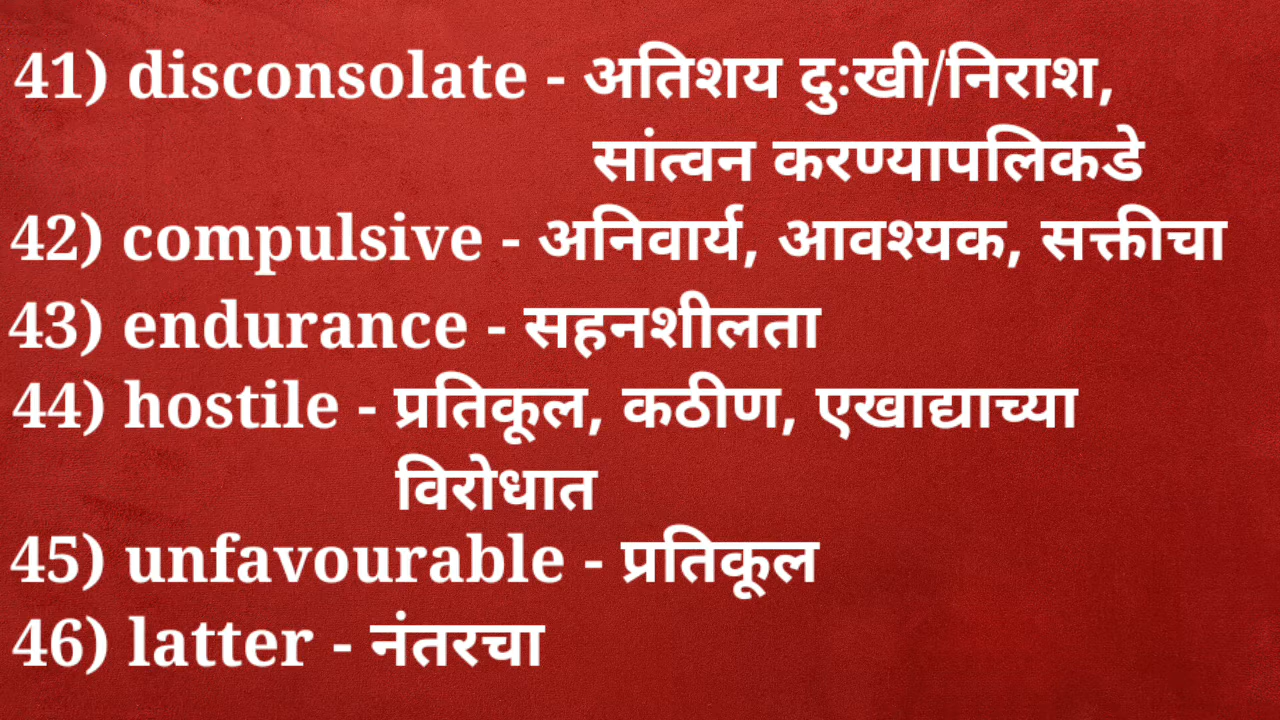 41) disconsolate - अतिशय दुःखी/निराश,
सांत्वन करण्यापलिकडे
42) compulsive - अनिवार्य, आवश्यक, सक्तीचा
43) endurance - सहनशीलता
44) hostile - प्रतिकूल, कठीण, एखाद्याच्या
विरोधात
45) unfavourable - प्रतिकूल
46) latter - नंतरचा